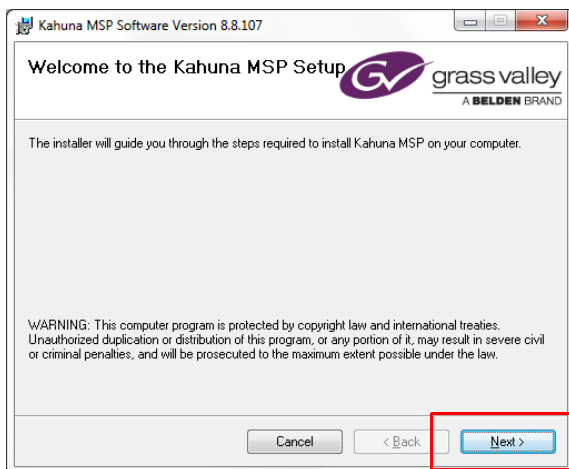 Kahuna MSP Software Version 8.8.107
Welcome to the Kahuna MSP Setup
GV
grass valley
A BELDEN BRAND
The installer will guide you through the steps required to install Kahuna MSP on your computer.
WARNING: This computer program is protected by copyright law and international treaties.
Unauthorized duplication or distribution of this program, or any portion of it, may result in severe civil
or criminal penalties, and will be prosecuted to the maximum extent possible under the law.
Cancel
< Back
Next >